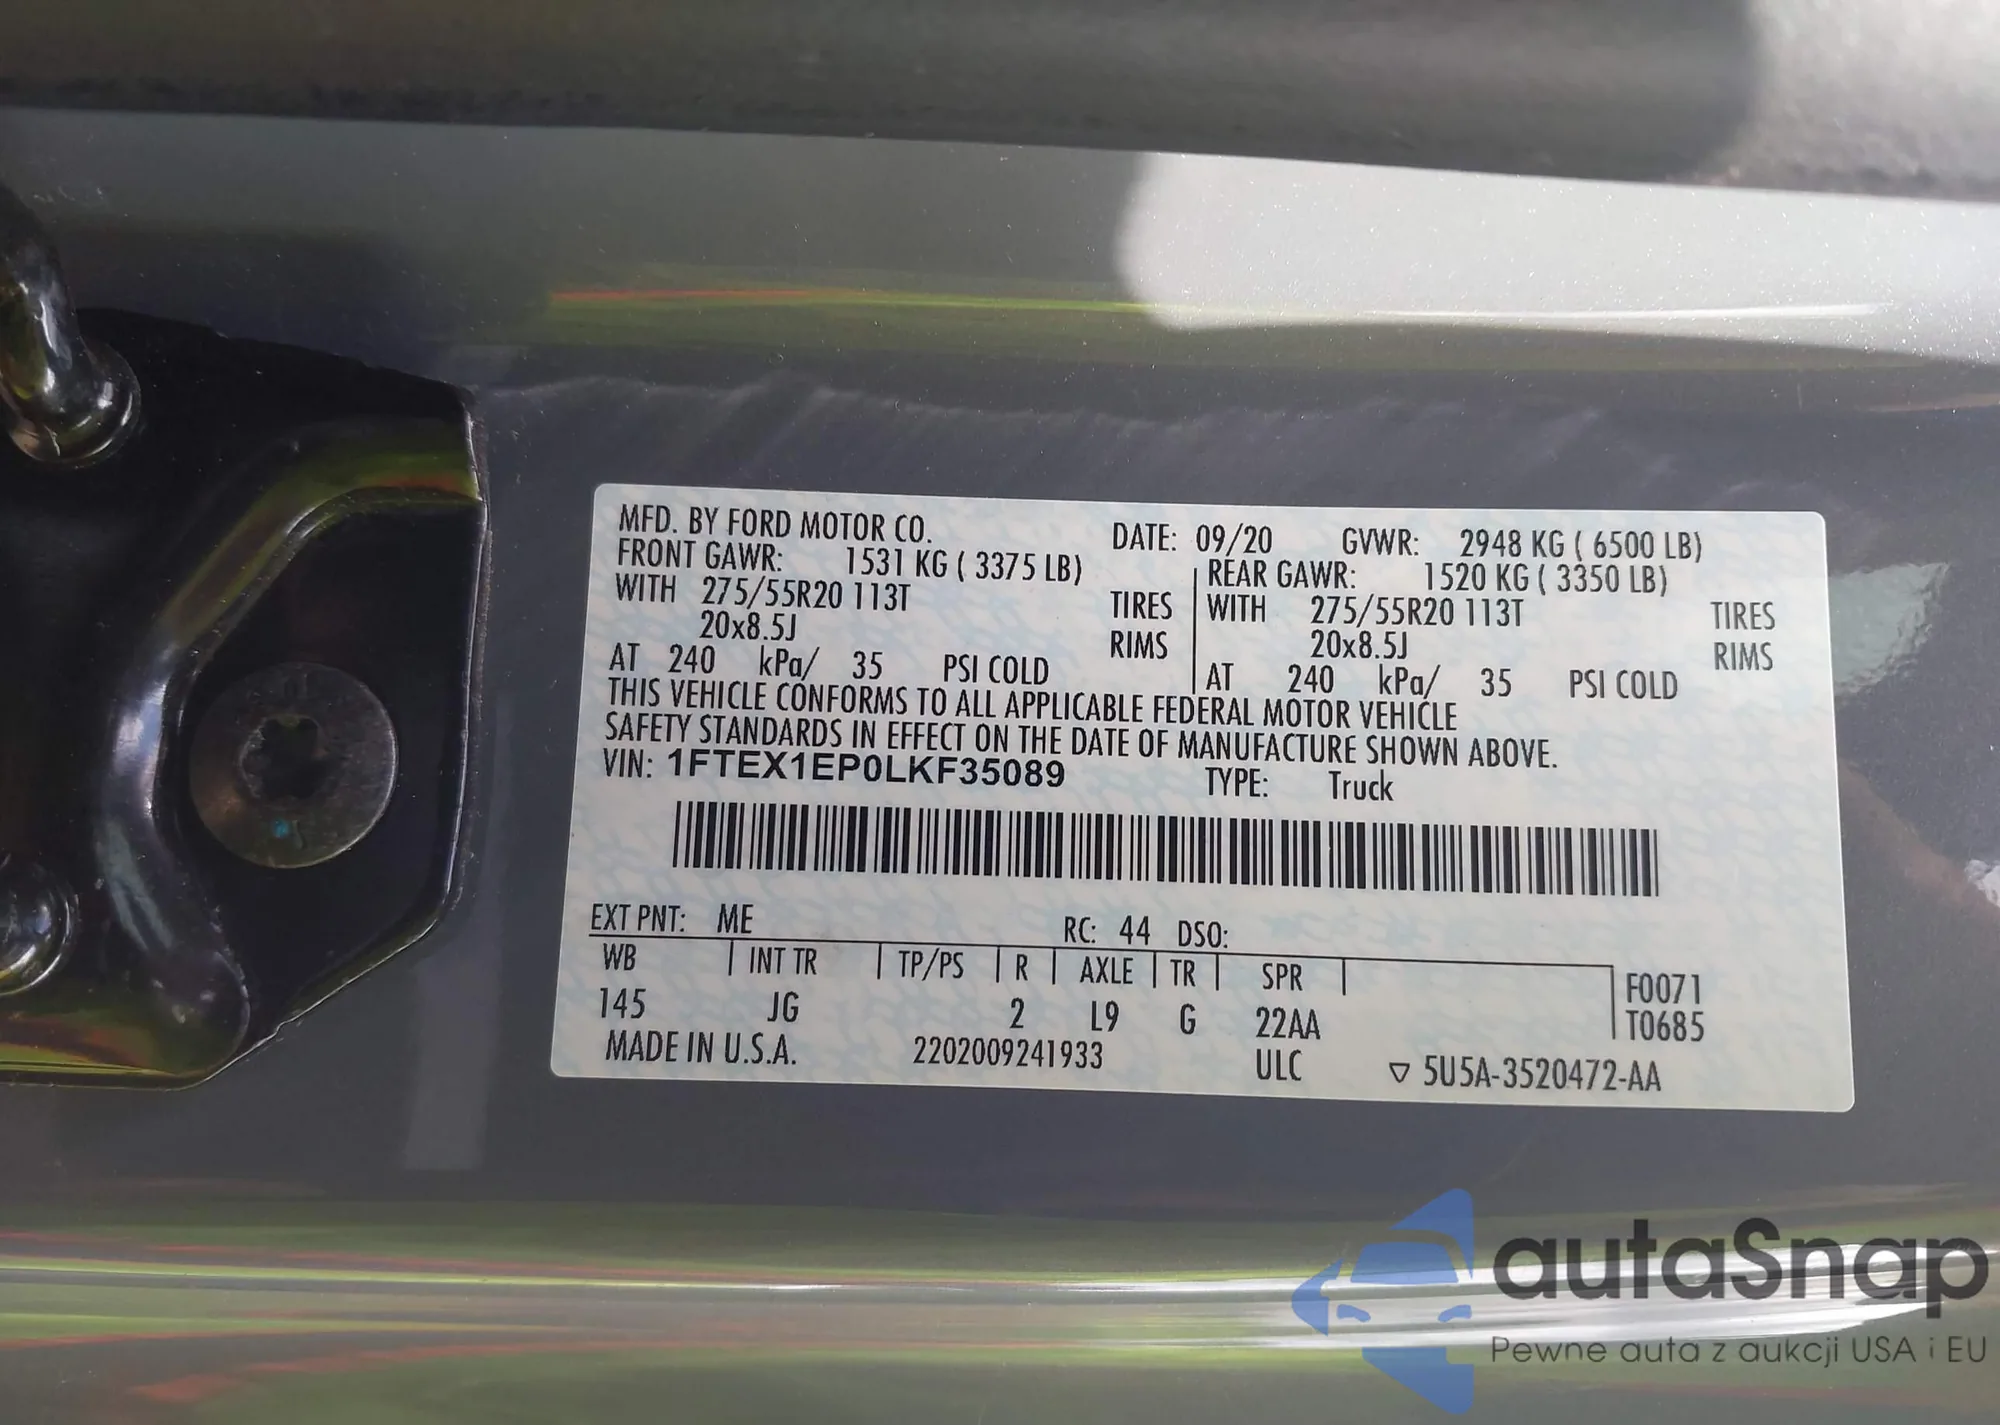 MFD. BY FORD MOTOR CO. DATE: 09/20 GVWR: 2948 KG ( 6500 LB)
FRONT GAWR: 1531 KG ( 3375 LB) REAR GAWR: 1520 KG ( 3350 LB)
WITH 275/55R20 113T TIRES WITH 275/55R20 113T TIRES
20x8.5J RIMS 20x8.5J RIMS
AT 240 kPa/ 35 PSI COLD AT 240 kPa/ 35 PSI COLD
THIS VEHICLE CONFORMS TO ALL APPLICABLE FEDERAL MOTOR VEHICLE
SAFETY STANDARDS IN EFFECT ON THE DATE OF MANUFACTURE SHOWN ABOVE.
VIN: 1FTEX1EP0LKF35089 TYPE: Truck
EXT PNT: ME RC: 44 DSO:
WB INT TR TP/PS R AXLE TR SPR F0071
145 JG 2 L9 G 22AA T0685
MADE IN U.S.A. 2202009241933 ULC ▽ 5U5A-3520472-AA
autaSnap
Pewne auta z aukcji USA i EU